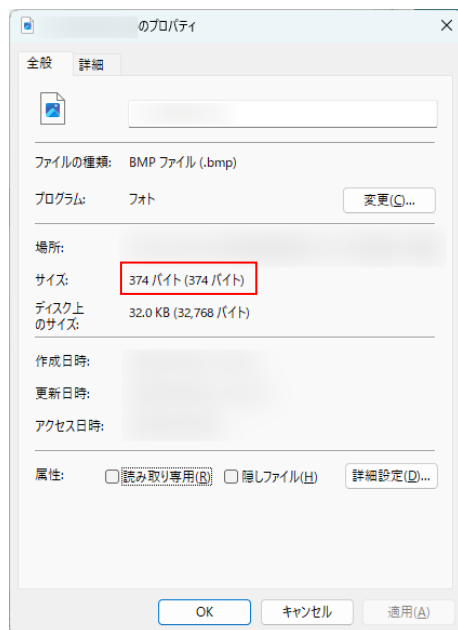 のプロパティ
全般 詳細
ファイルの種類: BMP ファイル (.bmp)
プログラム: フォト 変更(C)...
場所:
サイズ: 374 バイト (374 バイト)
ディスク上
のサイズ: 32.0 KB (32,768 バイト)
作成日時:
更新日時:
アクセス日時:
属性: 読み取り専用(R) 隠しファイル(H) 詳細設定(D)...
OK キャンセル 適用(A)